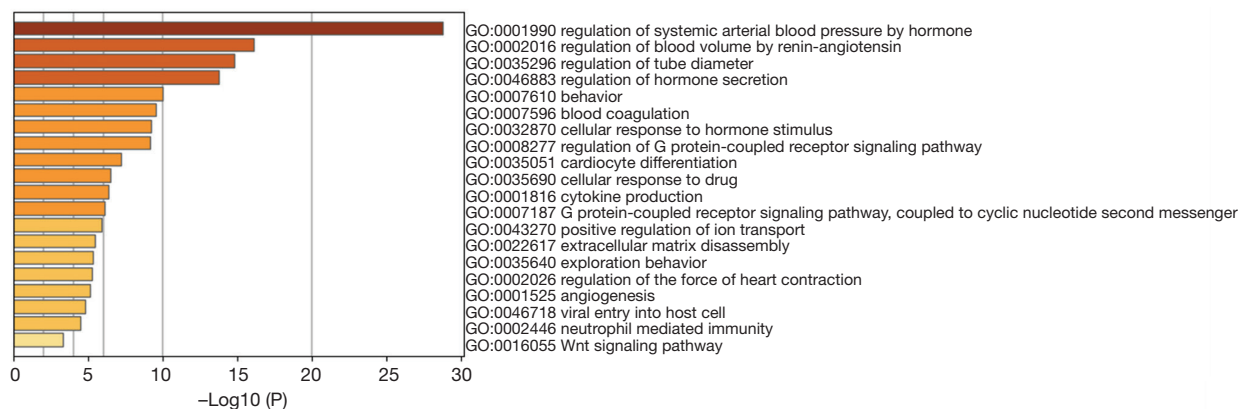 GO:0001990 regulation of systemic arterial blood pressure by hormone
GO:0002016 regulation of blood volume by renin-angiotensin
GO:0035296 regulation of tube diameter
GO:0046883 regulation of hormone secretion
GO:0007610 behavior
GO:0007596 blood coagulation
GO:0032870 cellular response to hormone stimulus
GO:0008277 regulation of G protein-coupled receptor signaling pathway
GO:0035051 cardiocyte differentiation
GO:0035690 cellular response to drug
GO:0001816 cytokine production
GO:0007187 G protein-coupled receptor signaling pathway, coupled to cyclic nucleotide second messenger
GO:0043270 positive regulation of ion transport
GO:0022617 extracellular matrix disassembly
GO:0035640 exploration behavior
GO:0002026 regulation of the force of heart contraction
GO:0001525 angiogenesis
GO:0046718 viral entry into host cell
GO:0002446 neutrophil mediated immunity
GO:0016055 Wnt signaling pathway
0 5 10 15 20 25 30
–Log10 (P)